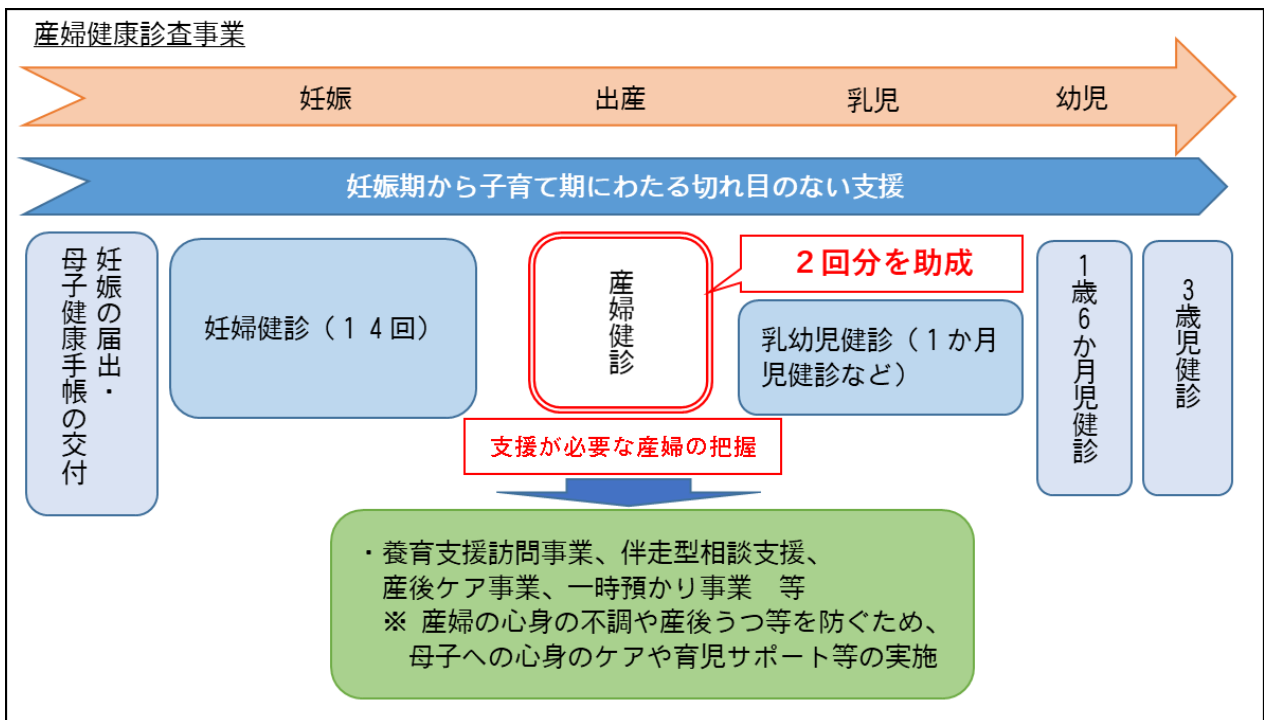 産婦健康診査事業
妊娠
出産
乳児
幼児
妊娠期から子育て期にわたる切れ目のない支援
妊娠の届出・
母子健康手帳の交付
妊婦健診（１４回）
産婦健診
２回分を助成
乳幼児健診（１か月
児健診など）
1歳6か月児健診
3歳児健診
支援が必要な産婦の把握
・養育支援訪問事業、伴走型相談支援、
産後ケア事業、一時預かり事業　等
※ 産婦の心身の不調や産後うつ等を防ぐため、
母子への心身のケアや育児サポート等の実施